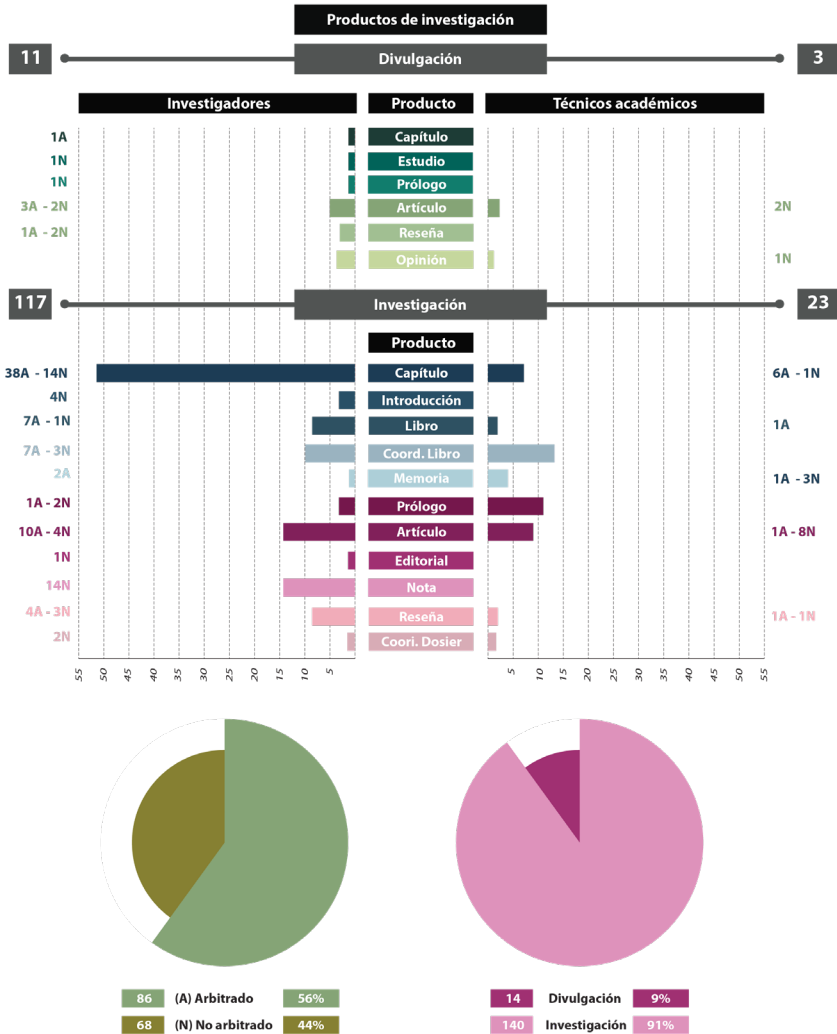 Productos de investigación
11 Divulgación 3
Investigadores Producto Técnicos académicos
1A Capítulo
1N Estudio
1N Prólogo
3A - 2N Artículo 2N
1A - 2N Reseña
Opinión 1N
117 Investigación 23
Producto
38A - 14N Capítulo 6A - 1N
4N Introducción
7A - 1N Libro 1A
7A - 3N Coord. Libro
2A Memoria 1A - 3N
1A - 2N Prólogo
10A - 4N Artículo 1A - 8N
1N Editorial
14N Nota
4A - 3N Reseña 1A - 1N
2N Coori. Dosier
55 50 45 40 35 30 25 20 15 10 5 5 10 15 20 25 30 35 40 45 50 55
86 (A) Arbitrado 56%
68 (N) No arbitrado 44%
14 Divulgación 9%
140 Investigación 91%